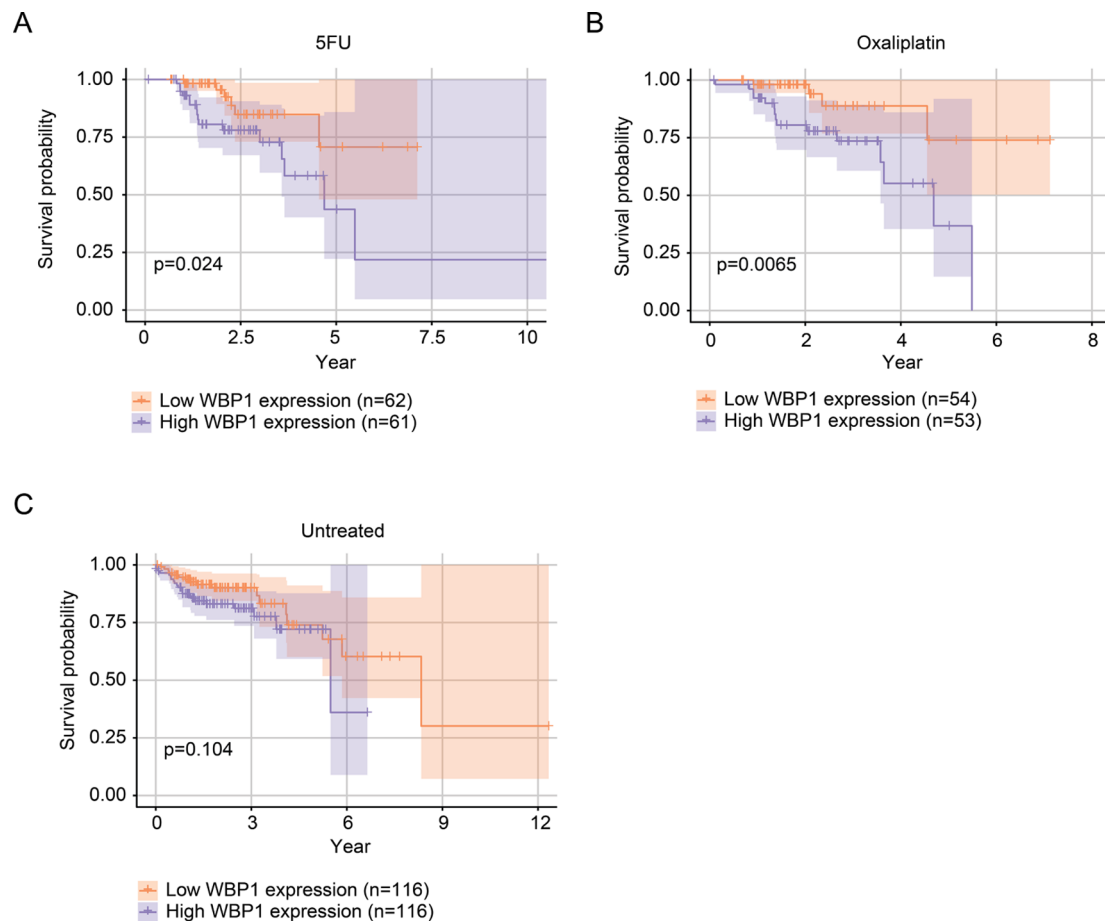 A
5FU
Survival probability
1.00
0.75
0.50
0.25
0.00
p=0.024
0 2.5 5 7.5 10
Year
Low WBP1 expression (n=62)
High WBP1 expression (n=61)
B
Oxaliplatin
Survival probability
1.00
0.75
0.50
0.25
0.00
p=0.0065
0 2 4 6 8
Year
Low WBP1 expression (n=54)
High WBP1 expression (n=53)
C
Untreated
Survival probability
1.00
0.75
0.50
0.25
0.00
p=0.104
0 3 6 9 12
Year
Low WBP1 expression (n=116)
High WBP1 expression (n=116)